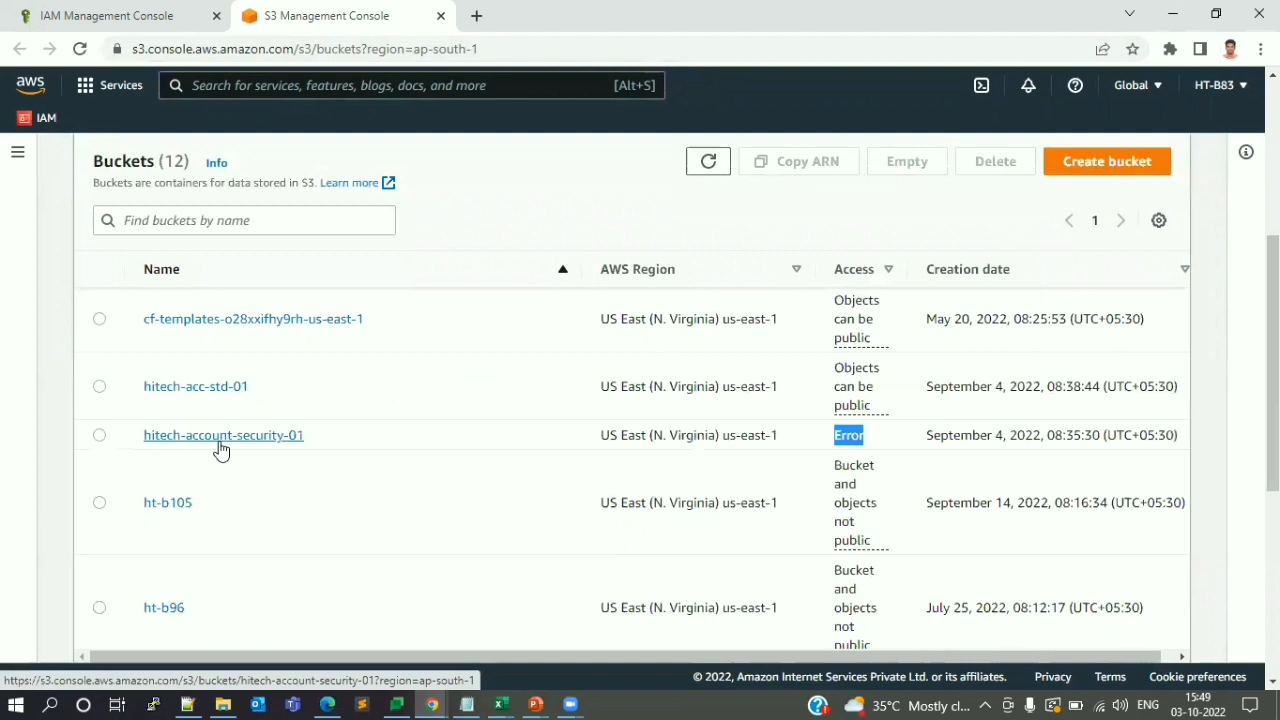 IAM Management Console
S3 Management Console
s3.console.aws.amazon.com/s3/buckets?region=ap-south-1
aws
Services
Search for services, features, blogs, docs, and more
[Alt+S]
Global
HT-B83
IAM
Buckets (12)
Info
Copy ARN
Empty
Delete
Create bucket
Buckets are containers for data stored in S3. Learn more
Find buckets by name
1
Name
AWS Region
Access
Creation date
cf-templates-o28xxifhy9rh-us-east-1
US East (N. Virginia) us-east-1
Objects
can be
public
May 20, 2022, 08:25:53 (UTC+05:30)
hitech-acc-std-01
US East (N. Virginia) us-east-1
Objects
can be
public
September 4, 2022, 08:38:44 (UTC+05:30)
hitech-account-security-01
US East (N. Virginia) us-east-1
Error
September 4, 2022, 08:35:30 (UTC+05:30)
ht-b105
US East (N. Virginia) us-east-1
Bucket
and
objects
not
public
September 14, 2022, 08:16:34 (UTC+05:30)
ht-b96
US East (N. Virginia) us-east-1
Bucket
and
objects
not
public
July 25, 2022, 08:12:17 (UTC+05:30)
https://s3.console.aws.amazon.com/s3/buckets/hitech-account-security-01?region=ap-south-1
© 2022, Amazon Internet Services Private Ltd. or its affiliates.
Privacy
Terms
Cookie preferences
35°C Mostly cl...
ENG
15:49
03-10-2022